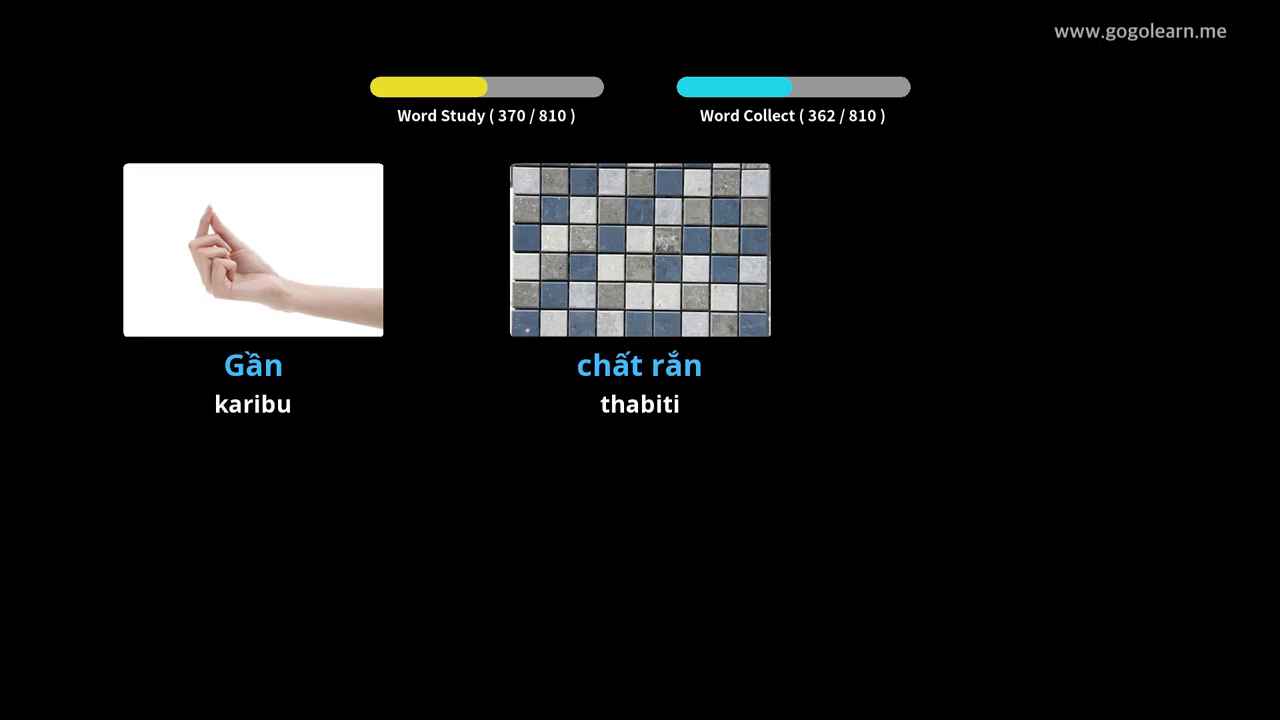 www.gogolearn.me
Word Study ( 370 / 810 )
Word Collect ( 362 / 810 )
Gần
karibu
chất rắn
thabiti